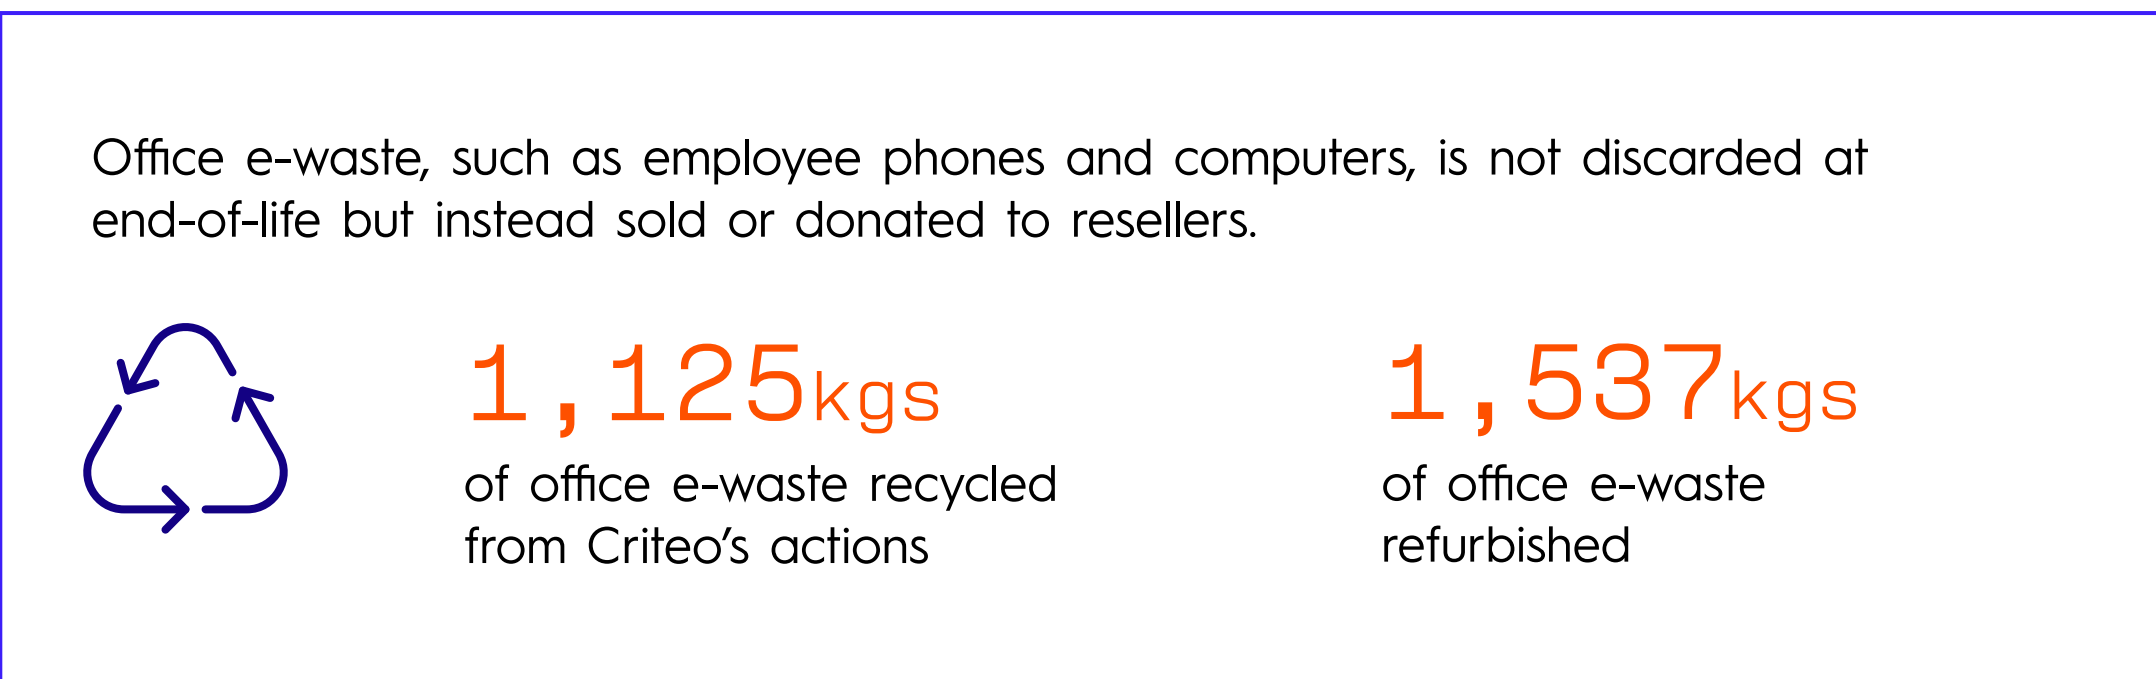 Office e-waste, such as employee phones and computers, is not discarded at
end-of-life but instead sold or donated to resellers.
1,125kgs
of office e-waste recycled
from Criteo's actions
1,537kgs
of office e-waste
refurbished